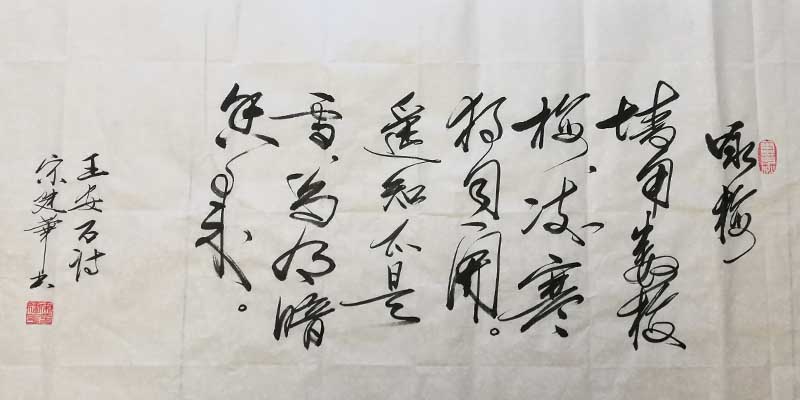 咏梅
墙角数枝
梅，凌寒
独自开。
遥知不是
雪，为有暗
香来。
王安石诗
宋建华书